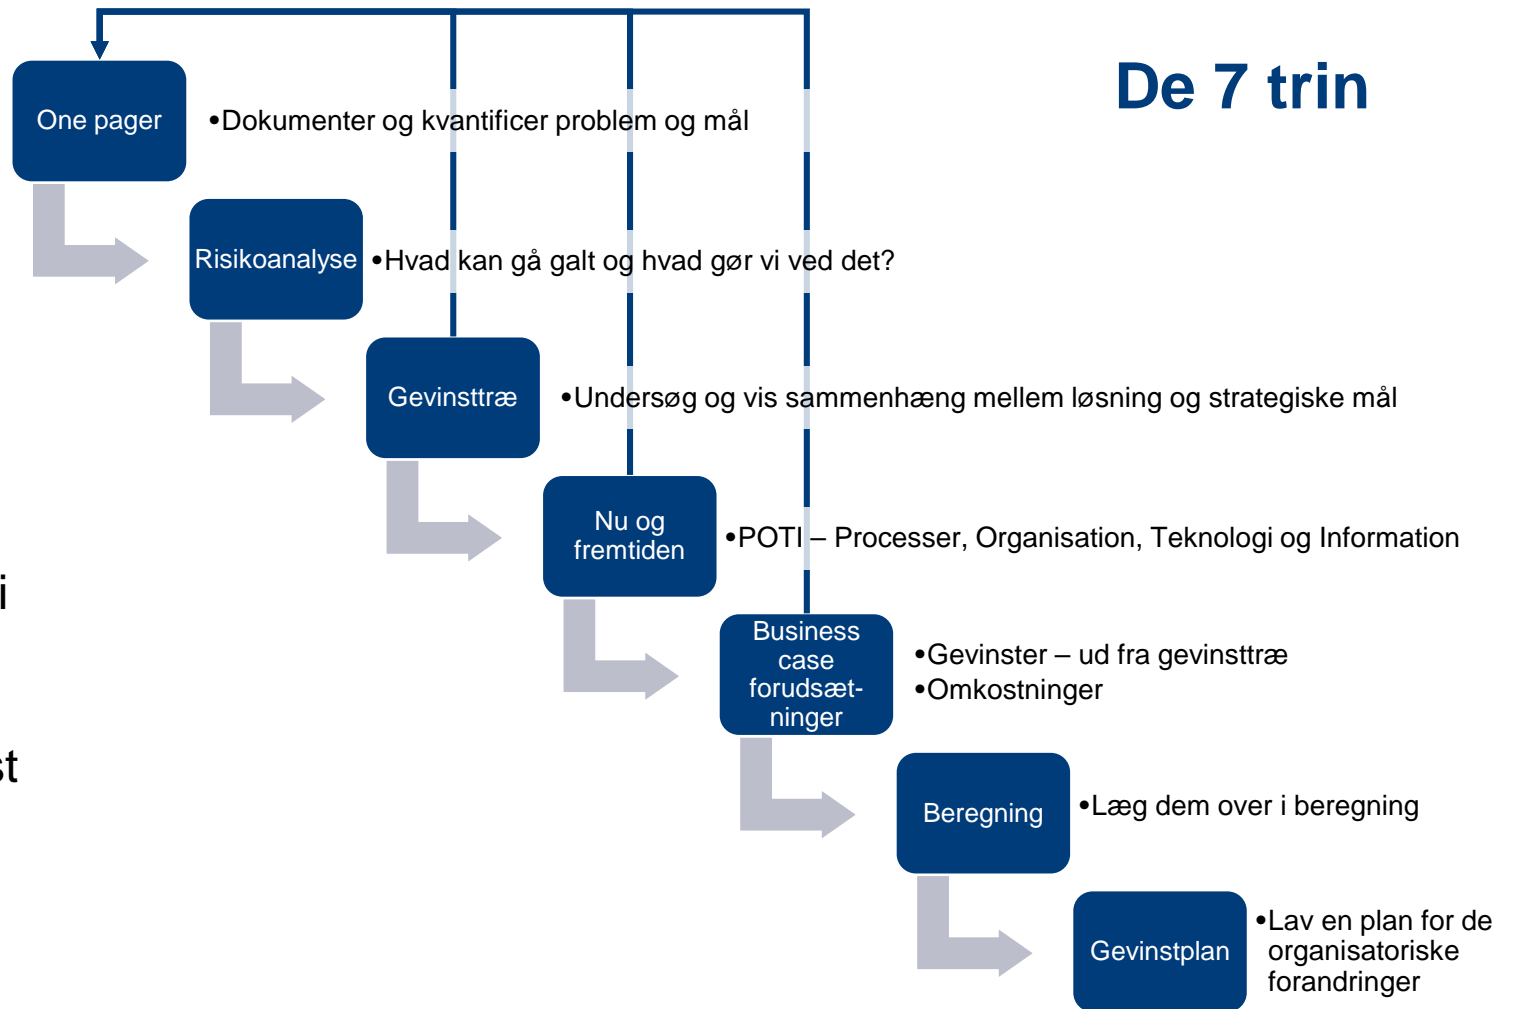 De 7 trin
One pager
•Dokumenter og kvantificer problem og mål
Risikoanalyse
•Hvad kan gå galt og hvad gør vi ved det?
Gevinsttræ
•Undersøg og vis sammenhæng mellem løsning og strategiske mål
Nu og
fremtiden
•POTI – Processer, Organisation, Teknologi og Information
i
Business
case
forudsæt-
ninger
•Gevinster – ud fra gevinsttræ
•Omkostninger
st
Beregning
•Læg dem over i beregning
Gevinstplan
•Lav en plan for de
organisatoriske
forandringer